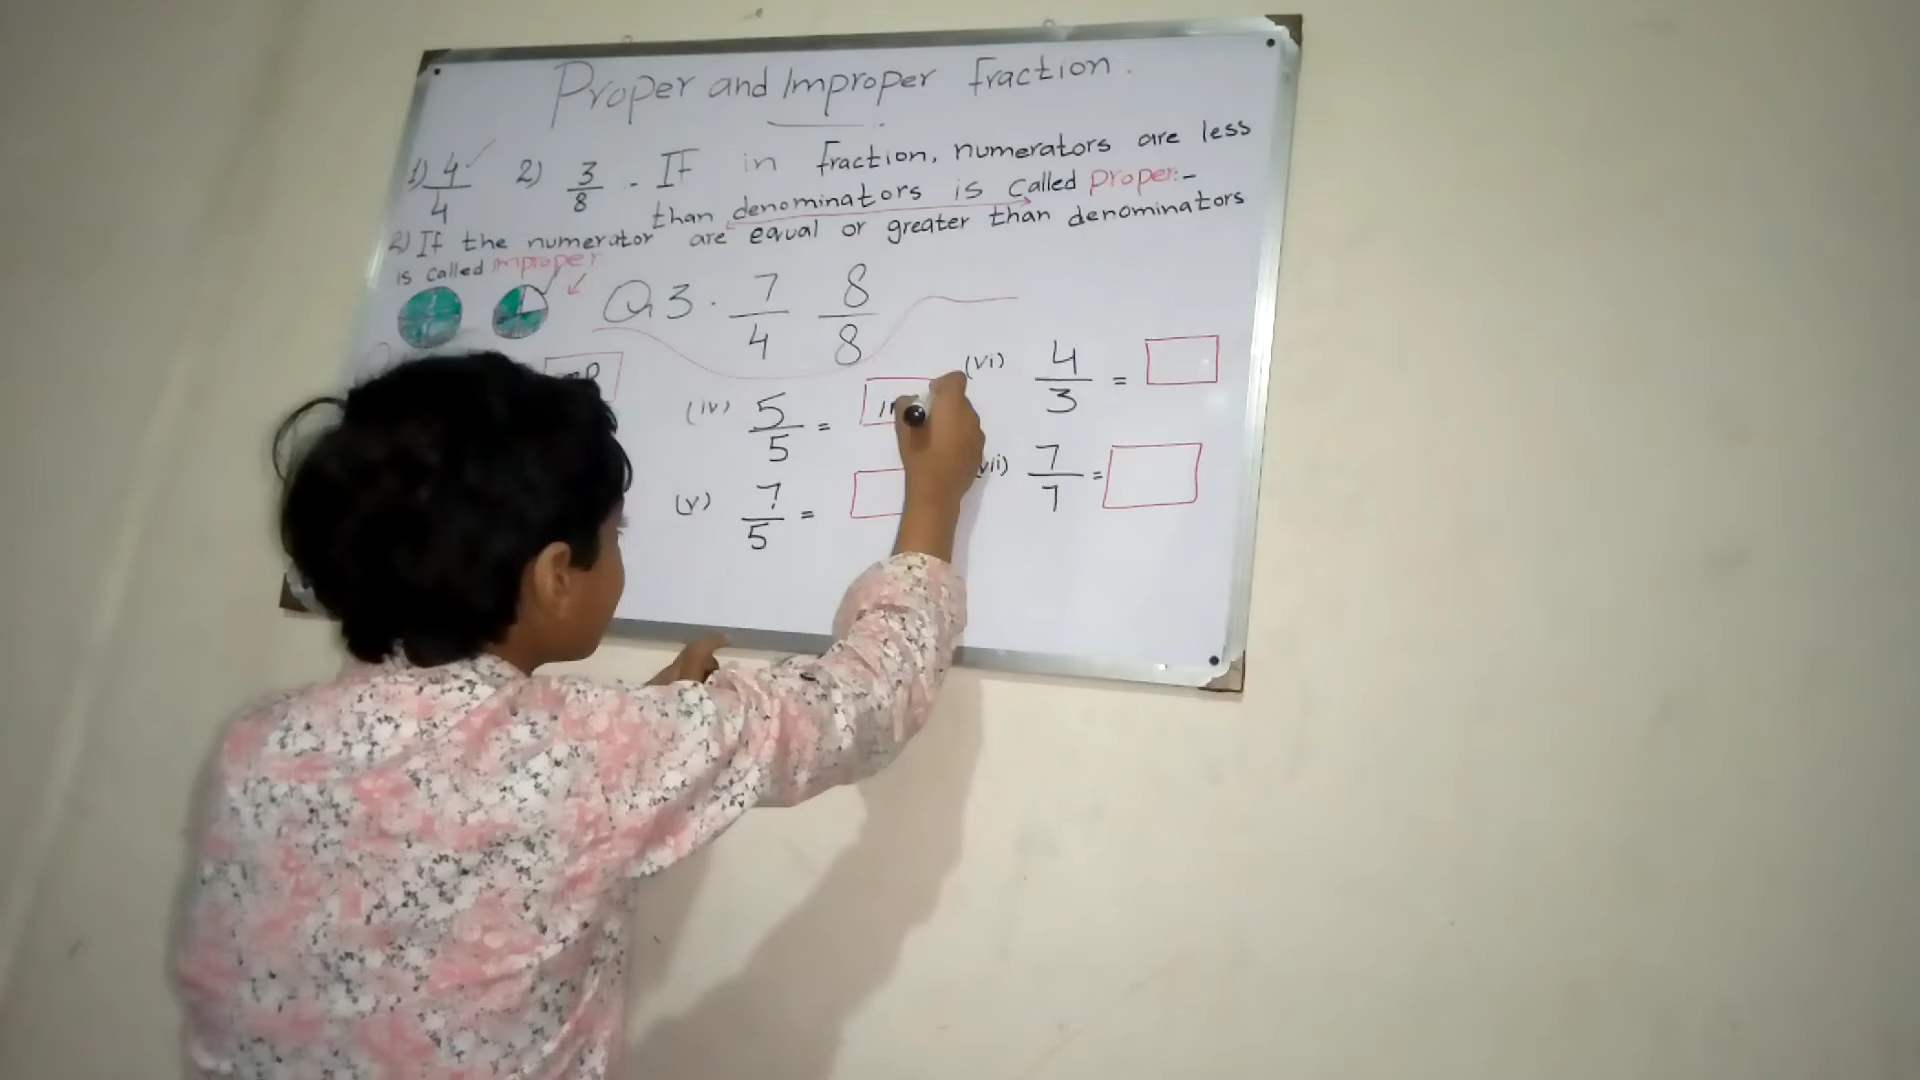 Proper and Improper fraction.
1) 4/4 2) 3/8 - If in fraction, numerators are less
than denominators is called proper:-
2) If the numerator are equal or greater than denominators
is called improper
Q 3. 7/4 8/8
(iv) 5/5 =
(v) 7/5 =
(vi) 4/3 =
(vii) 7/7 =